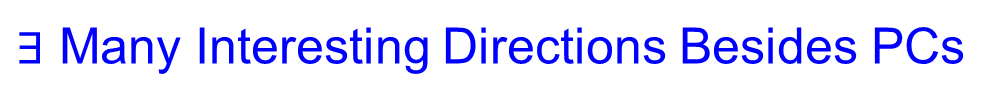 ∃ Many Interesting Directions Besides PCs